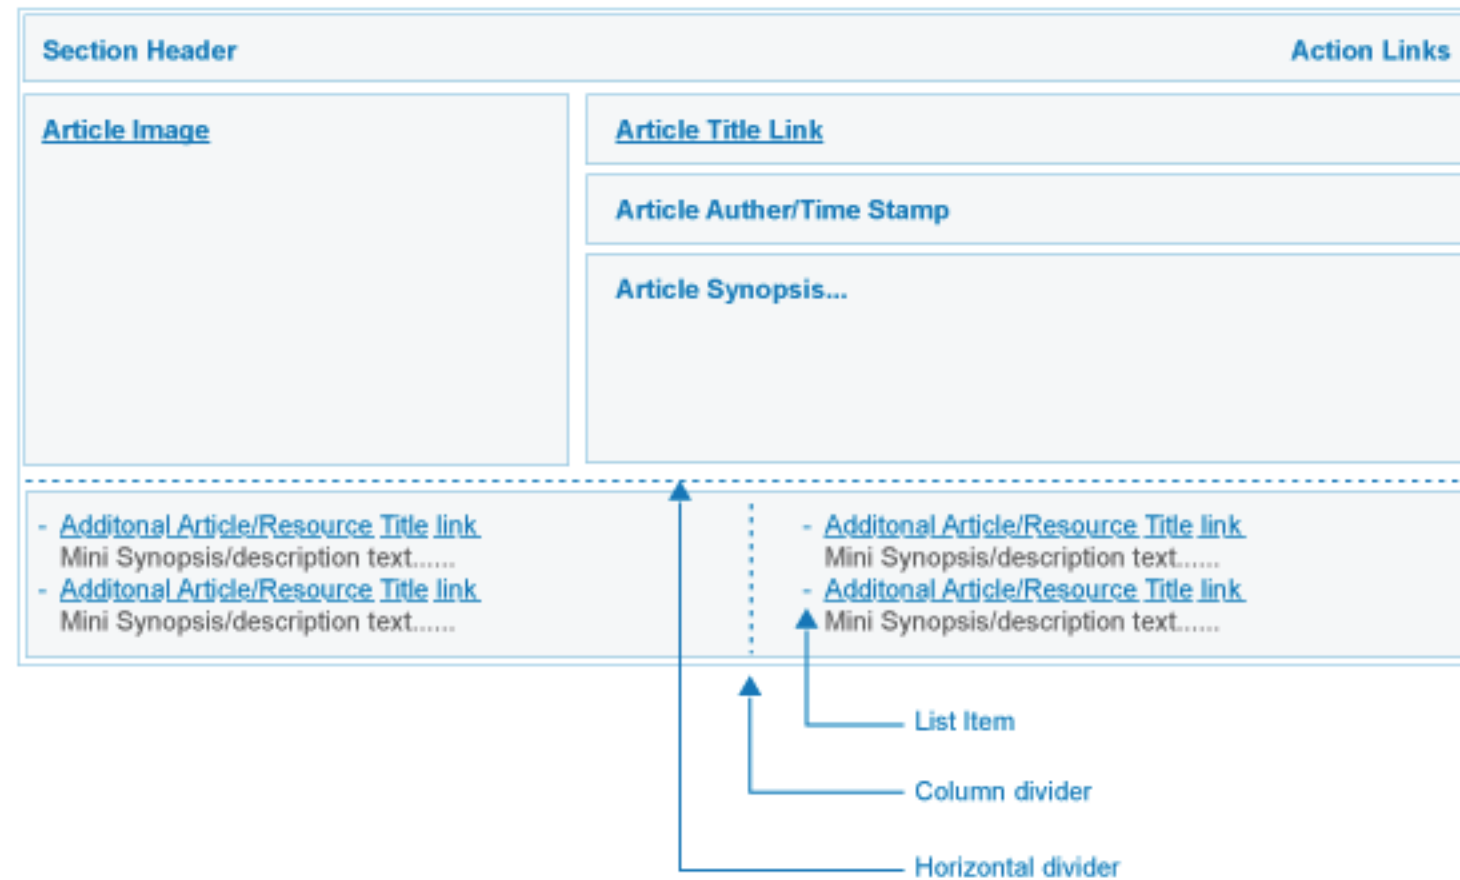 Section Header
Action Links
Article Image
Article Title Link
Article Auther/Time Stamp
Article Synopsis...
- Additonal Article/Resource Title link
Mini Synopsis/description text......
- Additonal Article/Resource Title link
Mini Synopsis/description text......
- Additonal Article/Resource Title link
Mini Synopsis/description text......
- Additonal Article/Resource Title link
Mini Synopsis/description text......
List Item
Column divider
Horizontal divider